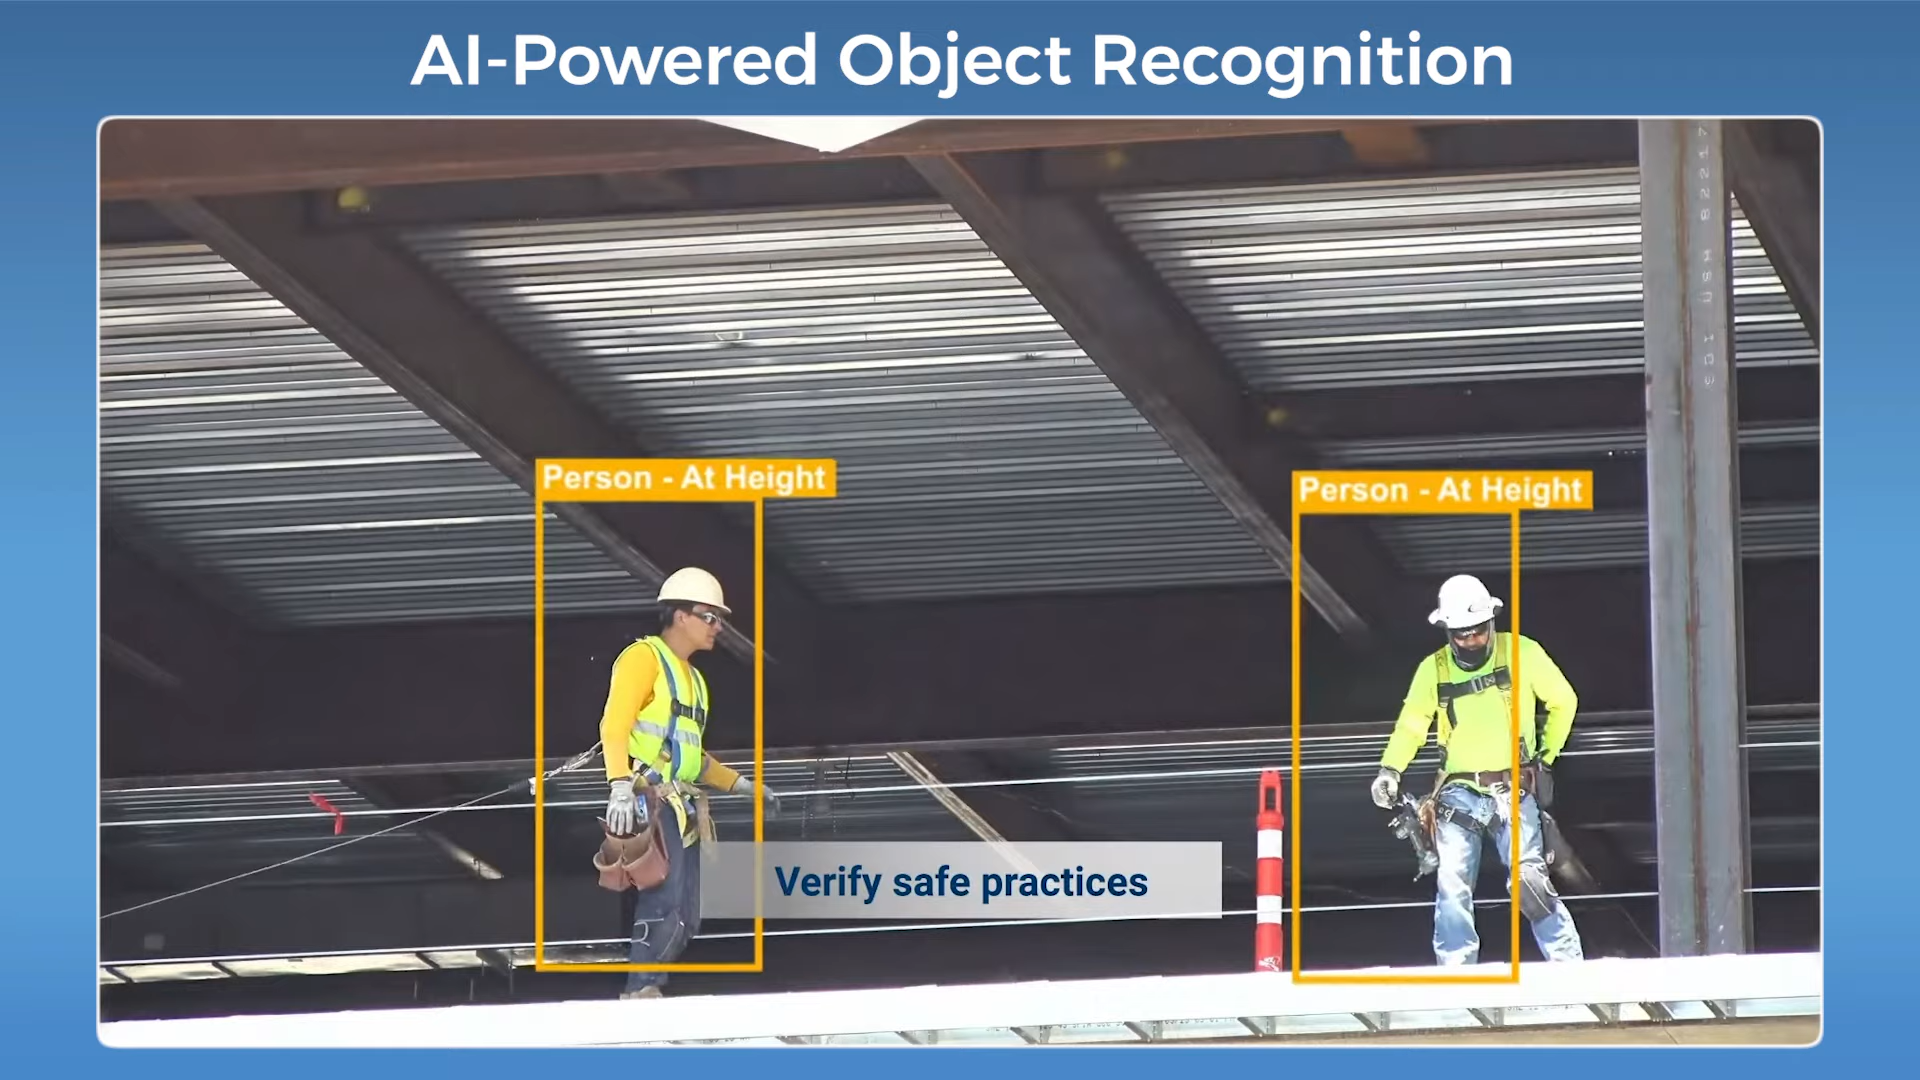 AI-Powered Object Recognition
Person - At Height
Person - At Height
Verify safe practices